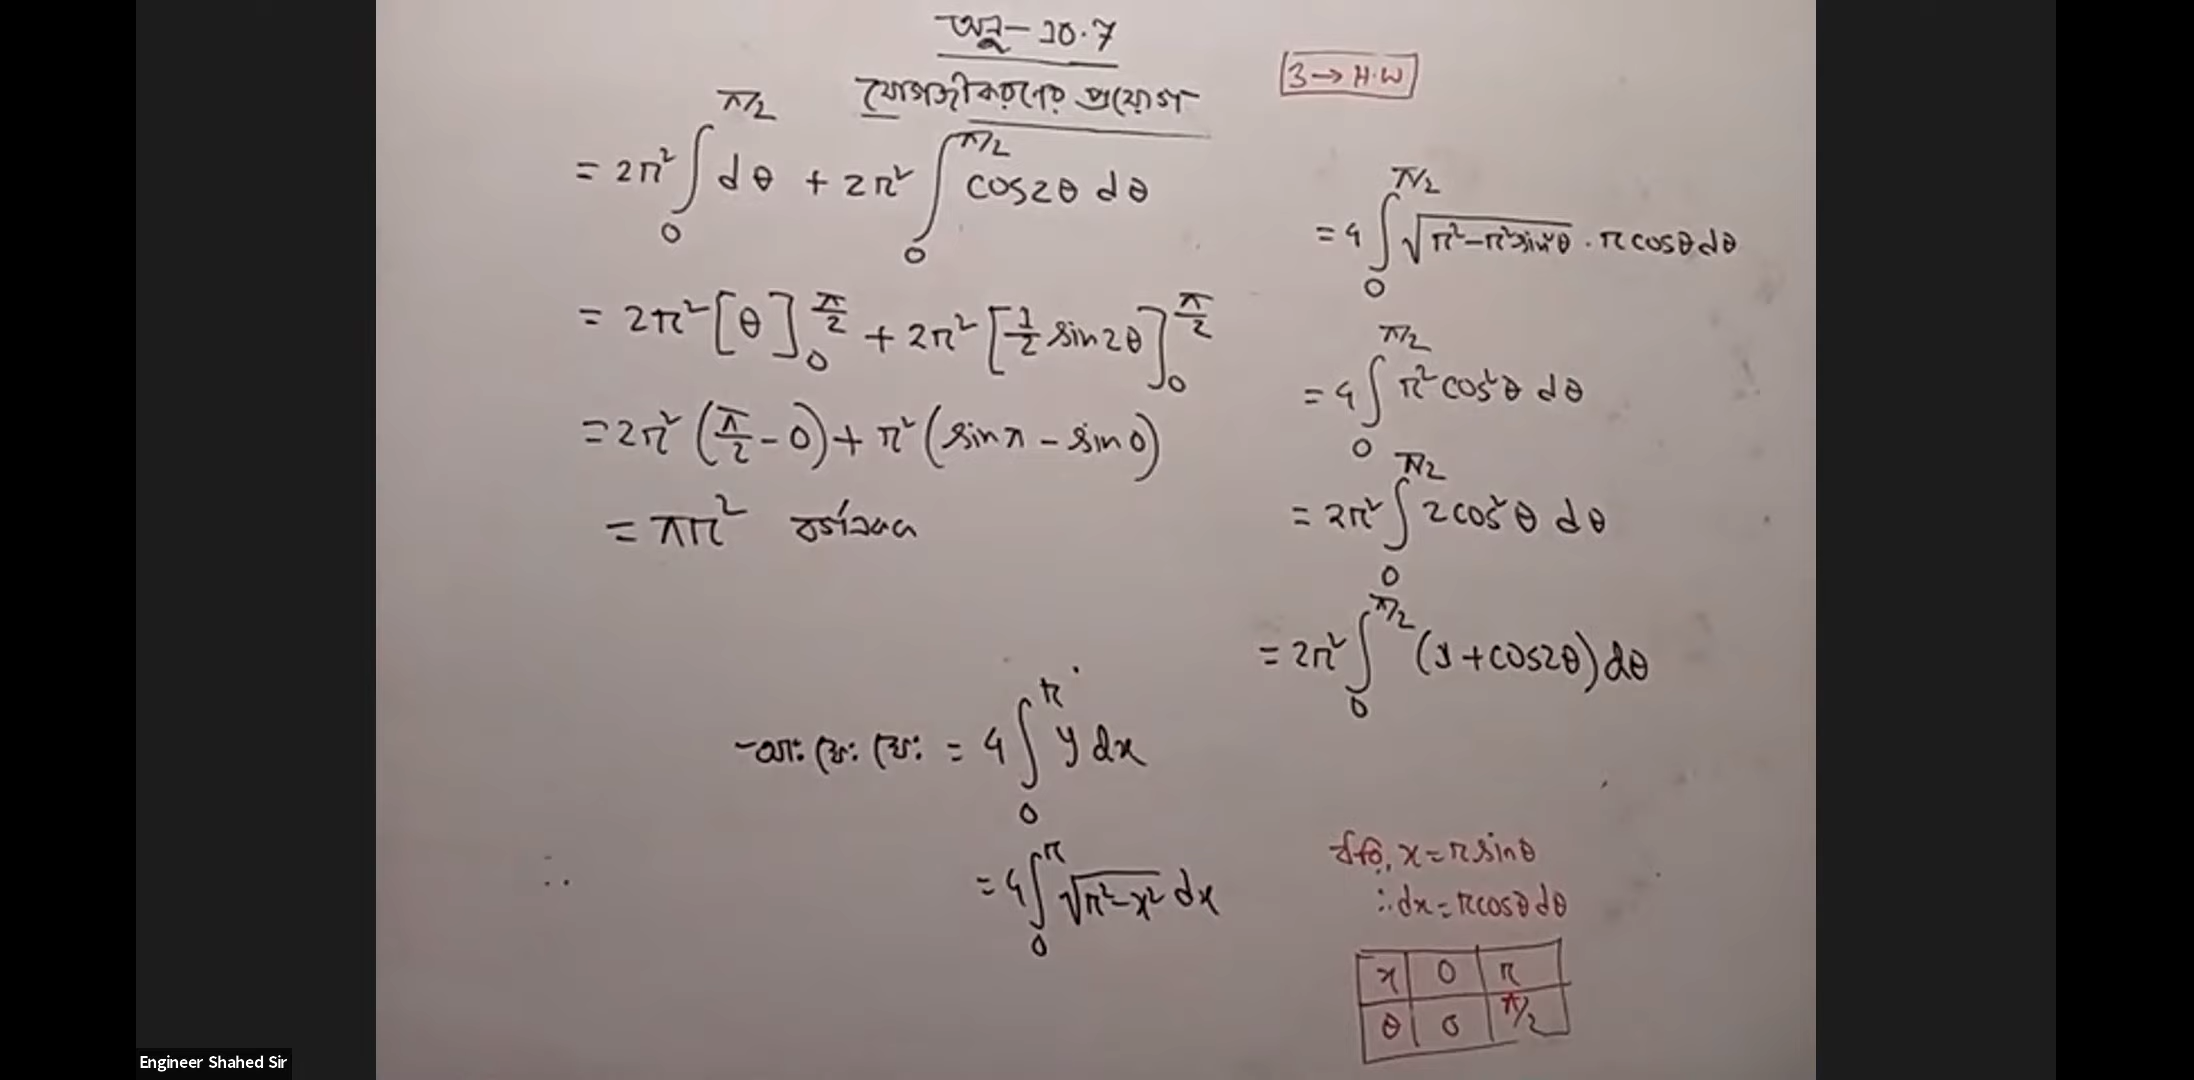 অনু-১০.7
যোগজীকরণের প্রয়োগ
3 → H.W
= 2r² ∫₀^{π/2} dθ + 2r² ∫₀^{π/2} cos2θ dθ
= 2r² [θ]₀^{π/2} + 2r² [½ sin2θ]₀^{π/2}
= 2r² (π/2 - 0) + r² (sinπ - sin0)
= πr² বর্গএকক
আঃ ক্ষেঃ ক্ষেঃ = 4 ∫₀^r y dx
= 4 ∫₀^r √(r²-x²) dx
= 4 ∫₀^{π/2} √(r²-r²sin²θ) · r cosθ dθ
= 4 ∫₀^{π/2} r² cos²θ dθ
= 2r² ∫₀^{π/2} 2cos²θ dθ
= 2r² ∫₀^{π/2} (1+cos2θ) dθ
ধরি, x = r sinθ
∴ dx = r cosθ dθ
x 0 r
θ 0 π/2
Engineer Shahed Sir